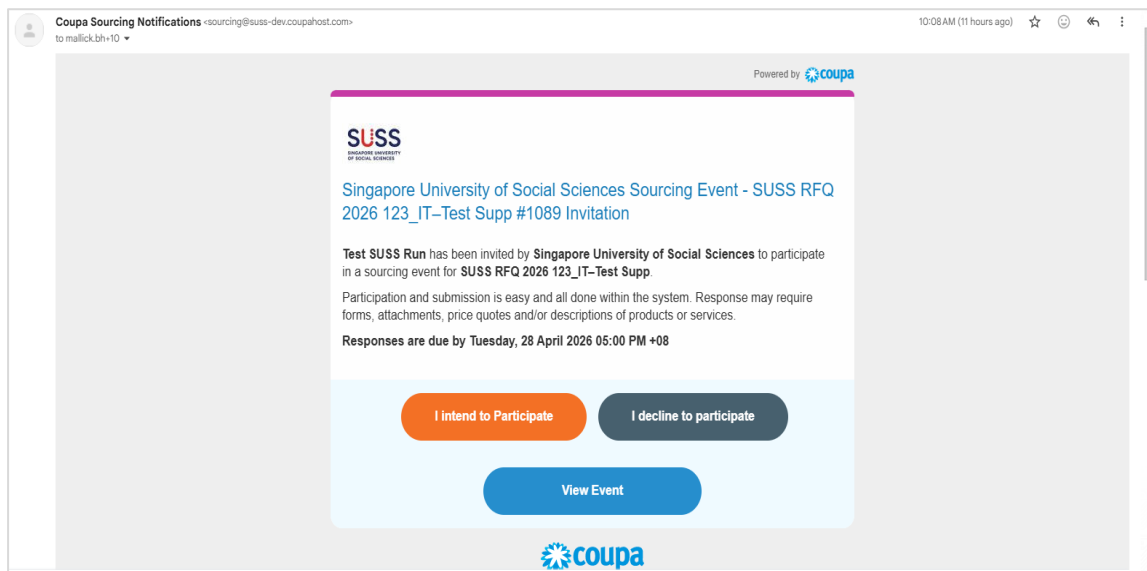 Coupa Sourcing Notifications <sourcing@suss-dev.coupahost.com>
10:08 AM (11 hours ago)
to mallick.bh+10
Powered by coupa
SUSS
SINGAPORE UNIVERSITY
OF SOCIAL SCIENCES
Singapore University of Social Sciences Sourcing Event - SUSS RFQ
2026 123_IT–Test Supp #1089 Invitation
Test SUSS Run has been invited by Singapore University of Social Sciences to participate
in a sourcing event for SUSS RFQ 2026 123_IT–Test Supp.
Participation and submission is easy and all done within the system. Response may require
forms, attachments, price quotes and/or descriptions of products or services.
Responses are due by Tuesday, 28 April 2026 05:00 PM +08
I intend to Participate
I decline to participate
View Event
coupa